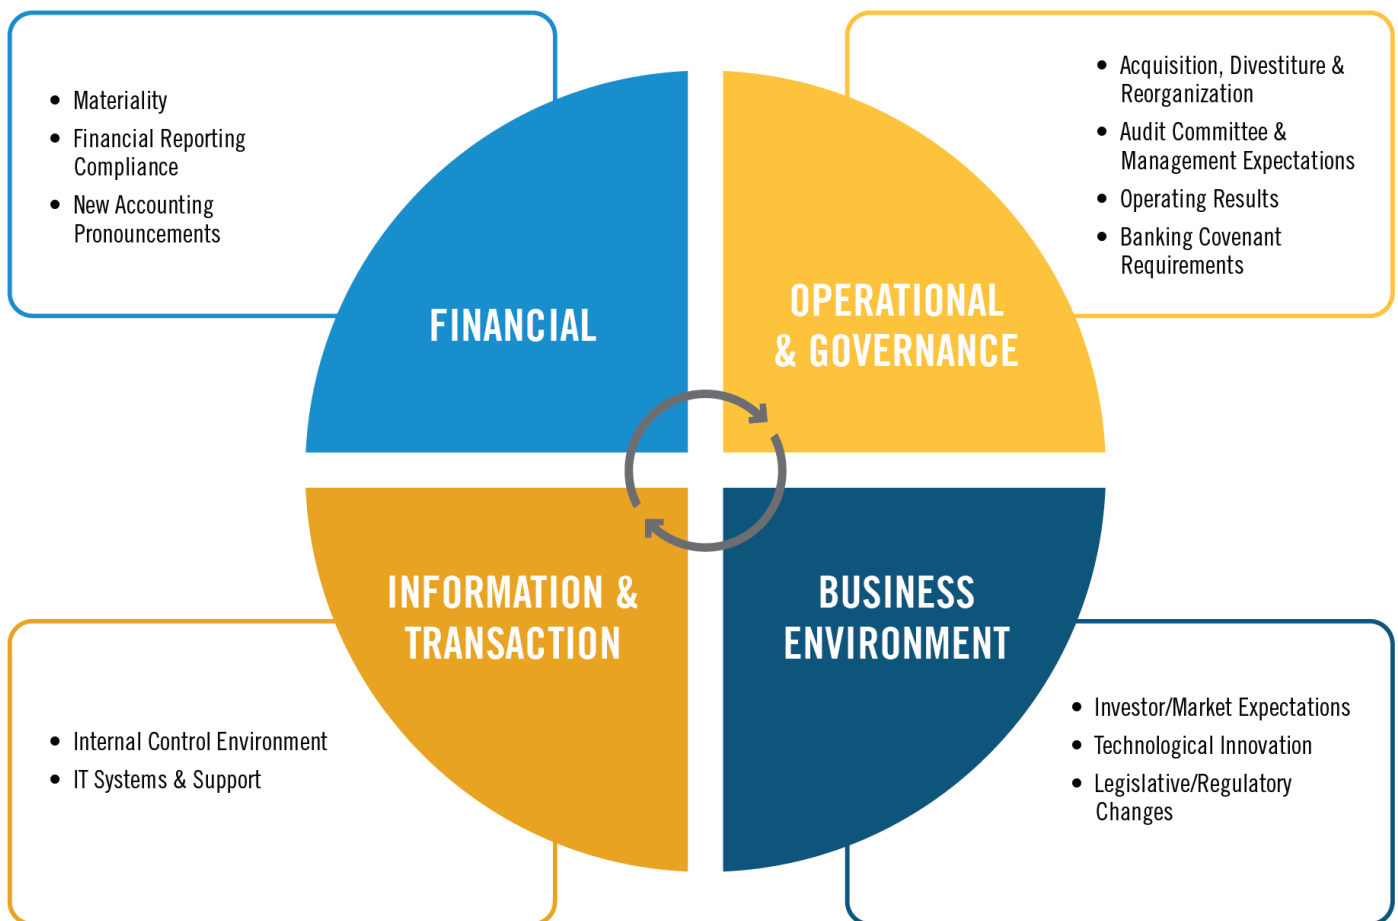 • Materiality
• Financial Reporting
Compliance
• New Accounting
Pronouncements
FINANCIAL
• Acquisition, Divestiture &
Reorganization
• Audit Committee &
Management Expectations
• Operating Results
• Banking Covenant
Requirements
OPERATIONAL
& GOVERNANCE
INFORMATION &
TRANSACTION
• Internal Control Environment
• IT Systems & Support
BUSINESS
ENVIRONMENT
• Investor/Market Expectations
• Technological Innovation
• Legislative/Regulatory
Changes